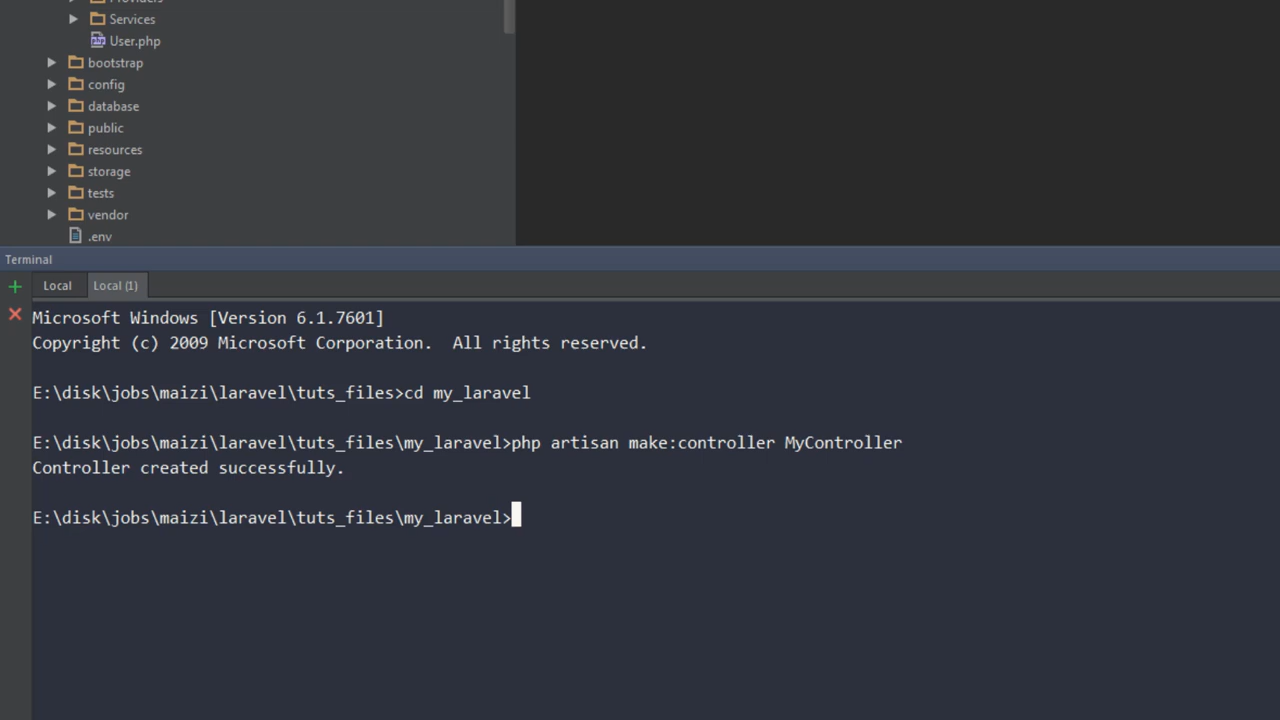 Providers
Services
User.php
bootstrap
config
database
public
resources
storage
tests
vendor
.env
Terminal
Local
Local (1)
Microsoft Windows [Version 6.1.7601]
Copyright (c) 2009 Microsoft Corporation.  All rights reserved.
E:\disk\jobs\maizi\laravel\tuts_files>cd my_laravel
E:\disk\jobs\maizi\laravel\tuts_files\my_laravel>php artisan make:controller MyController
Controller created successfully.
E:\disk\jobs\maizi\laravel\tuts_files\my_laravel>